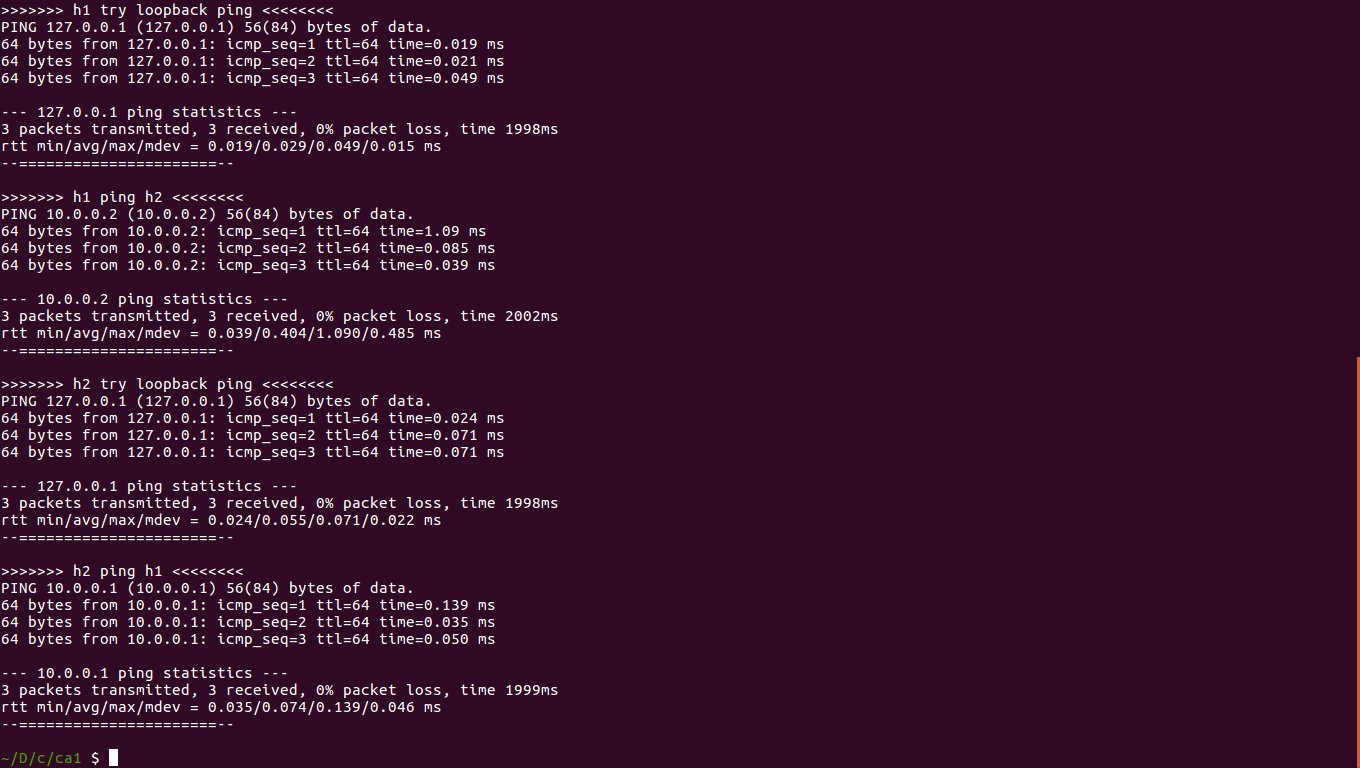 >>>>>>> h1 try loopback ping <<<<<<<<
PING 127.0.0.1 (127.0.0.1) 56(84) bytes of data.
64 bytes from 127.0.0.1: icmp_seq=1 ttl=64 time=0.019 ms
64 bytes from 127.0.0.1: icmp_seq=2 ttl=64 time=0.021 ms
64 bytes from 127.0.0.1: icmp_seq=3 ttl=64 time=0.049 ms

--- 127.0.0.1 ping statistics ---
3 packets transmitted, 3 received, 0% packet loss, time 1998ms
rtt min/avg/max/mdev = 0.019/0.029/0.049/0.015 ms
--======================--

>>>>>>> h1 ping h2 <<<<<<<<
PING 10.0.0.2 (10.0.0.2) 56(84) bytes of data.
64 bytes from 10.0.0.2: icmp_seq=1 ttl=64 time=1.09 ms
64 bytes from 10.0.0.2: icmp_seq=2 ttl=64 time=0.085 ms
64 bytes from 10.0.0.2: icmp_seq=3 ttl=64 time=0.039 ms

--- 10.0.0.2 ping statistics ---
3 packets transmitted, 3 received, 0% packet loss, time 2002ms
rtt min/avg/max/mdev = 0.039/0.404/1.090/0.485 ms
--======================--

>>>>>>> h2 try loopback ping <<<<<<<<
PING 127.0.0.1 (127.0.0.1) 56(84) bytes of data.
64 bytes from 127.0.0.1: icmp_seq=1 ttl=64 time=0.024 ms
64 bytes from 127.0.0.1: icmp_seq=2 ttl=64 time=0.071 ms
64 bytes from 127.0.0.1: icmp_seq=3 ttl=64 time=0.071 ms

--- 127.0.0.1 ping statistics ---
3 packets transmitted, 3 received, 0% packet loss, time 1998ms
rtt min/avg/max/mdev = 0.024/0.055/0.071/0.022 ms
--======================--

>>>>>>> h2 ping h1 <<<<<<<<
PING 10.0.0.1 (10.0.0.1) 56(84) bytes of data.
64 bytes from 10.0.0.1: icmp_seq=1 ttl=64 time=0.139 ms
64 bytes from 10.0.0.1: icmp_seq=2 ttl=64 time=0.035 ms
64 bytes from 10.0.0.1: icmp_seq=3 ttl=64 time=0.050 ms

--- 10.0.0.1 ping statistics ---
3 packets transmitted, 3 received, 0% packet loss, time 1999ms
rtt min/avg/max/mdev = 0.035/0.074/0.139/0.046 ms
--======================--

~/D/c/ca1 $